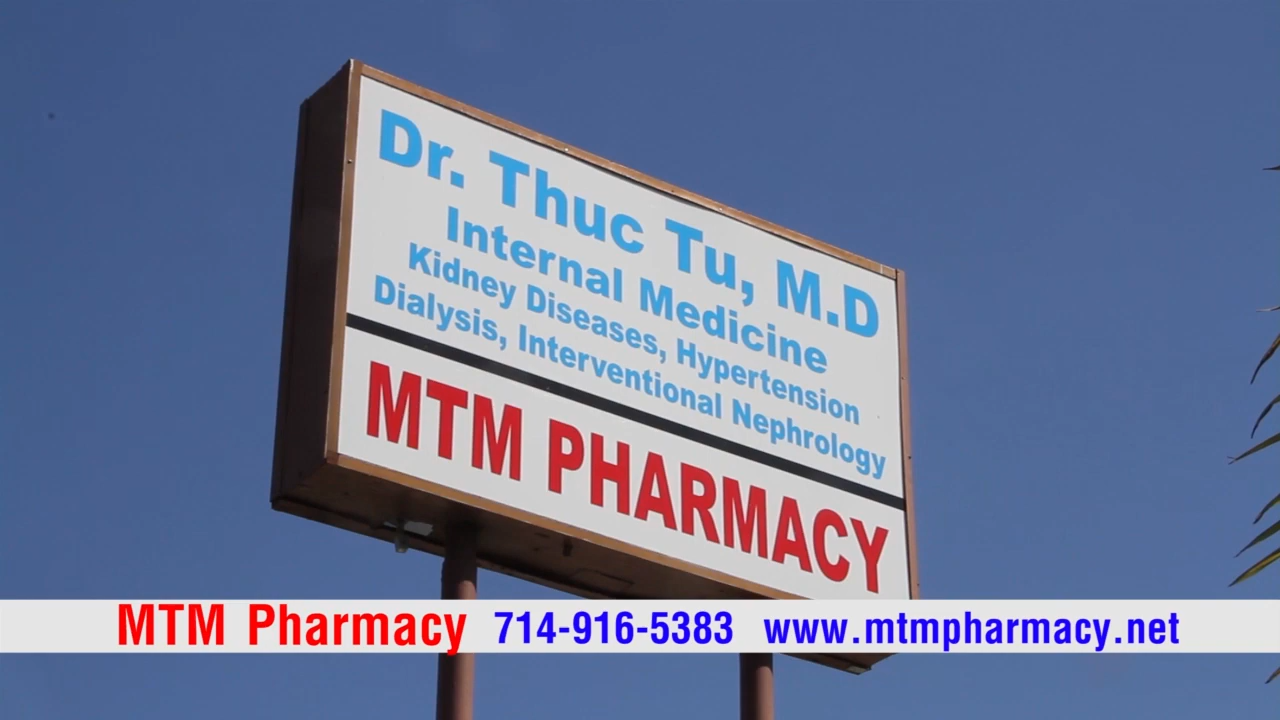 Dr. Thuc Tu, M.D
Internal Medicine
Kidney Diseases, Hypertension
Dialysis, Interventional Nephrology
MTM PHARMACY
MTM Pharmacy 714-916-5383 www.mtmpharmacy.net